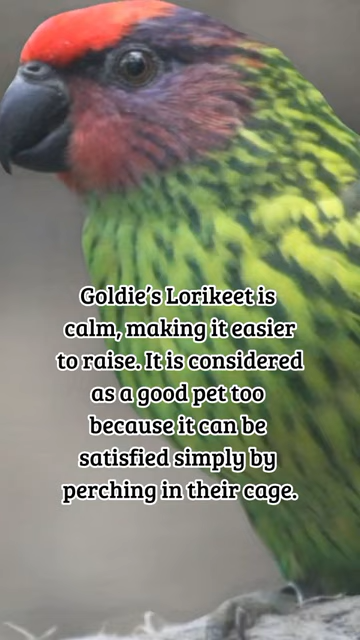 Goldie's Lorikeet is
calm, making it easier
to raise. It is considered
as a good pet too
because it can be
satisfied simply by
perching in their cage.